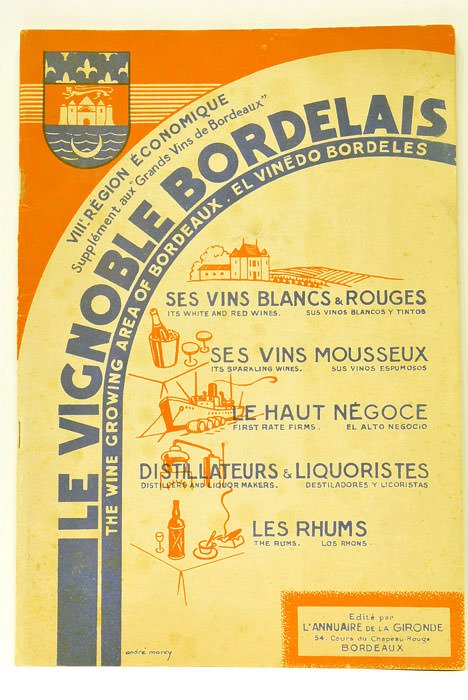 VIIIᵉ RÉGION ÉCONOMIQUE
Supplément aux "Grands Vins de Bordeaux"
LE VIGNOBLE BORDELAIS
THE WINE GROWING AREA OF BORDEAUX. EL VINĒDO BORDELES
SES VINS BLANCS & ROUGES
ITS WHITE AND RED WINES. SUS VINOS BLANCOS Y TINTOS
SES VINS MOUSSEUX
ITS SPARKLING WINES. SUS VINOS ESPUMOSOS
LE HAUT NÉGOCE
FIRST RATE FIRMS. EL ALTO NEGOCIO
DISTILLATEURS & LIQUORISTES
DISTILLERS AND LIQUOR MAKERS. DESTILADORES Y LICORISTAS
LES RHUMS
THE RUMS. LOS RHONS.
Edité par
L'ANNUAIRE DE LA GIRONDE
54, Cours du Chapeau-Rouge
BORDEAUX
andré marcy